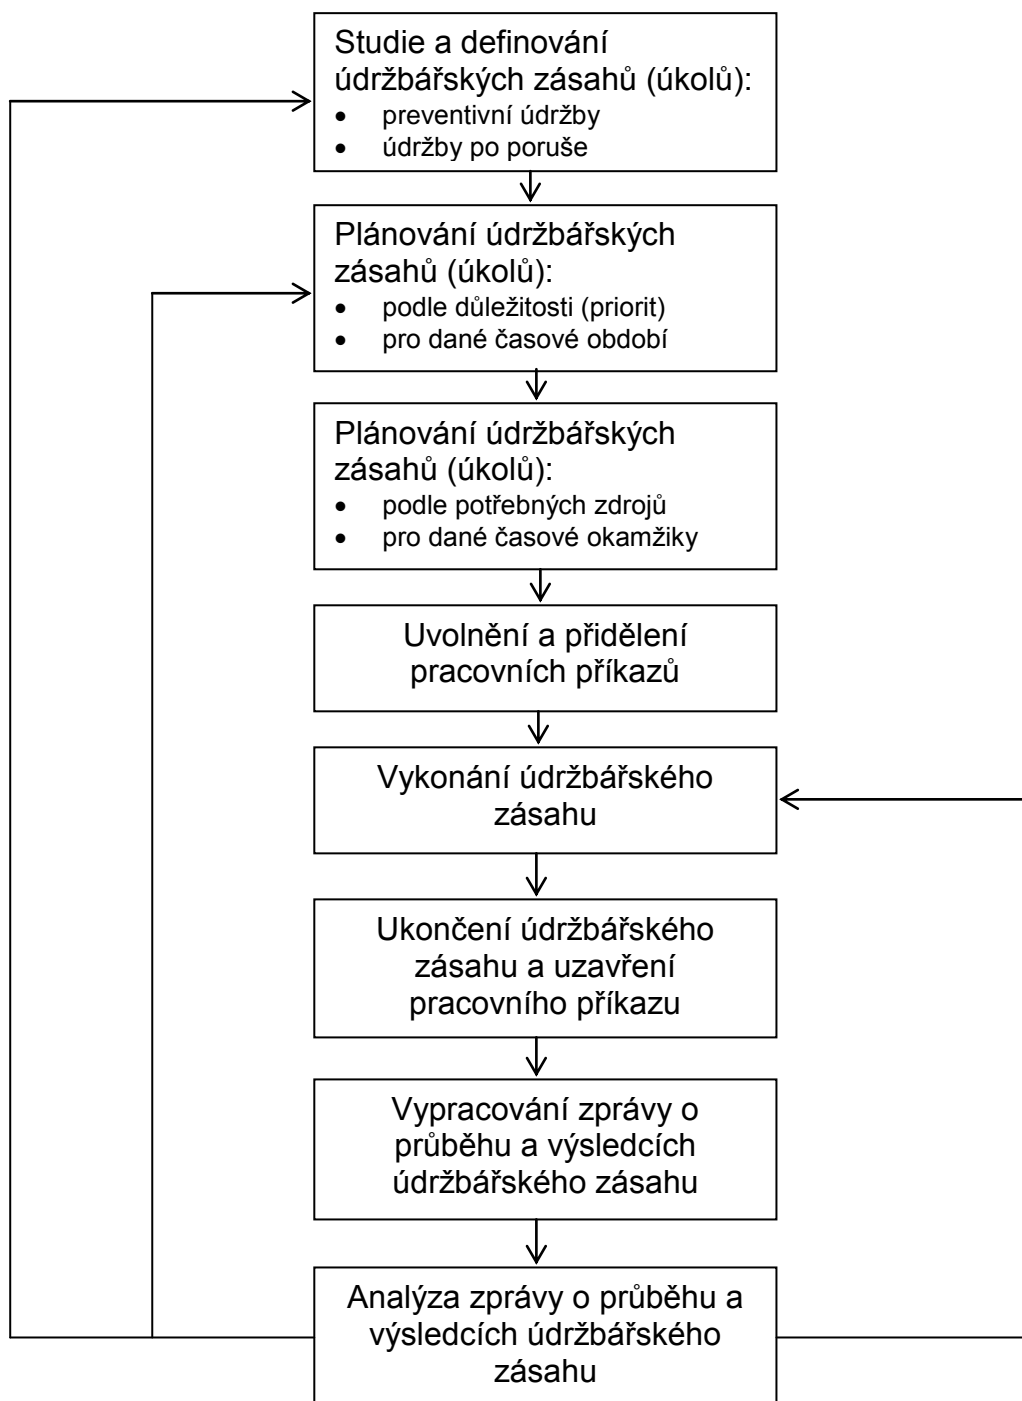 Studie a definování
údržbářských zásahů (úkolů):
• preventivní údržby
• údržby po poruše
Plánování údržbářských
zásahů (úkolů):
• podle důležitosti (priorit)
• pro dané časové období
Plánování údržbářských
zásahů (úkolů):
• podle potřebných zdrojů
• pro dané časové okamžiky
Uvolnění a přidělení
pracovních příkazů
Vykonání údržbářského
zásahu
Ukončení údržbářského
zásahu a uzavření
pracovního příkazu
Vypracování zprávy o
průběhu a výsledcích
údržbářského zásahu
Analýza zprávy o průběhu a
výsledcích údržbářského
zásahu